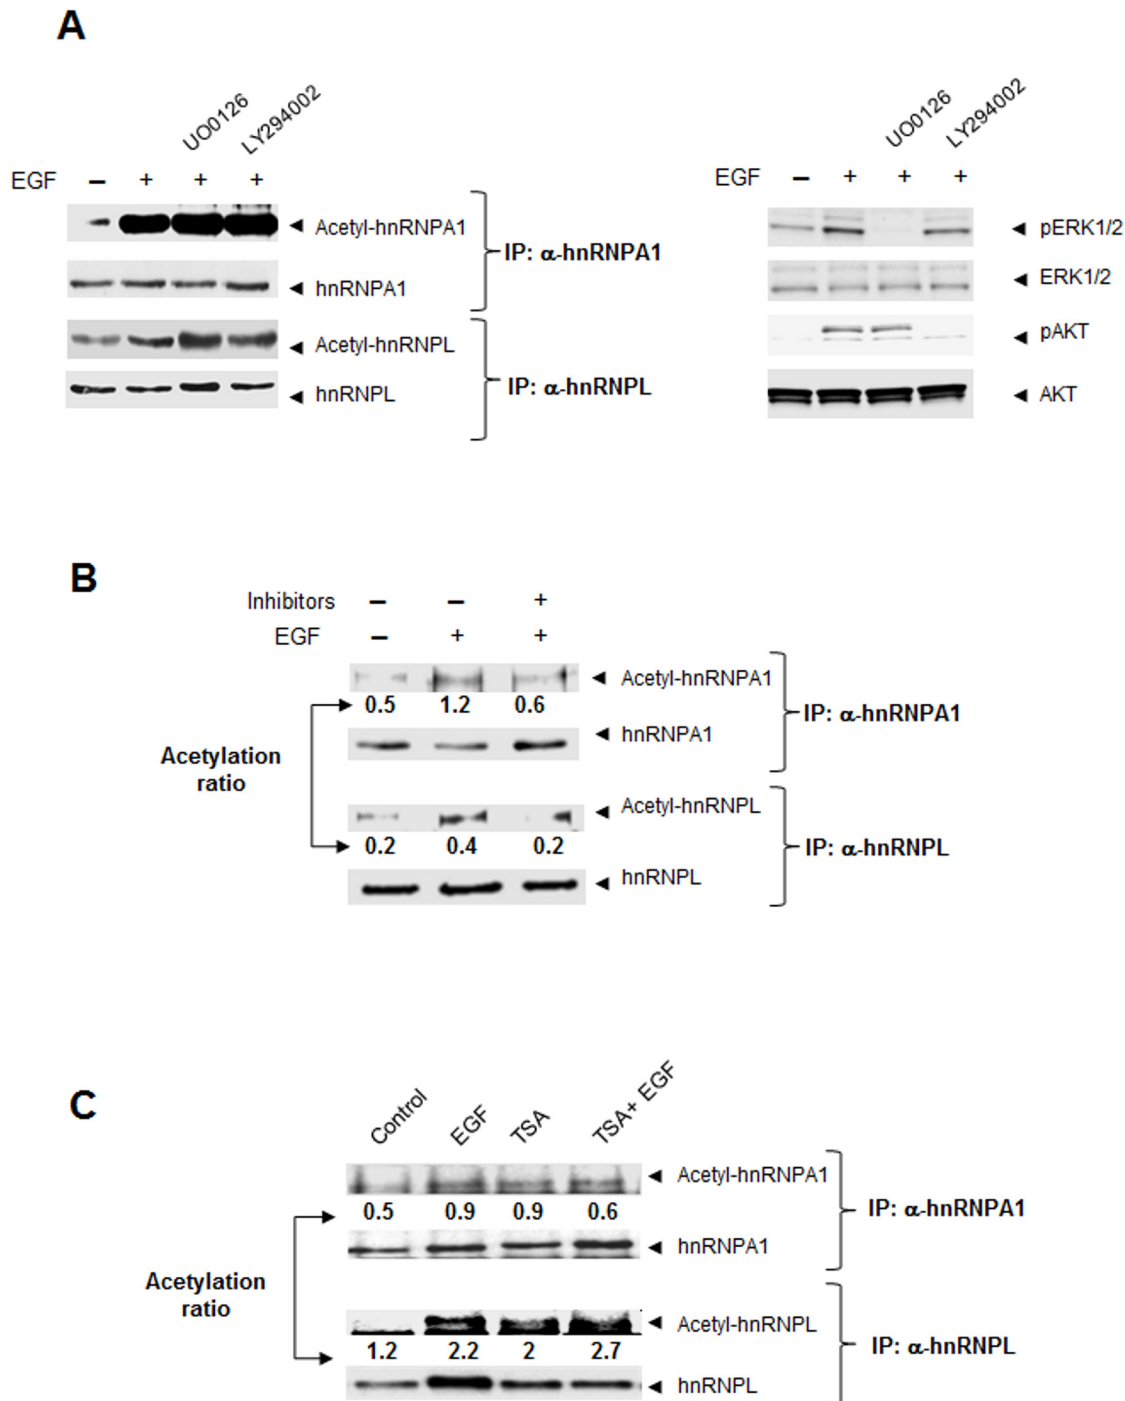 A
UO0126
LY294002
EGF – + + +
Acetyl-hnRNPA1
hnRNPA1
IP: α-hnRNPA1
Acetyl-hnRNPL
hnRNPL
IP: α-hnRNPL
UO0126
LY294002
EGF – + + +
pERK1/2
ERK1/2
pAKT
AKT
B
Inhibitors – – +
EGF – + +
Acetyl-hnRNPA1
0.5 1.2 0.6
hnRNPA1
IP: α-hnRNPA1
Acetylation
ratio
Acetyl-hnRNPL
0.2 0.4 0.2
hnRNPL
IP: α-hnRNPL
C
Control
EGF
TSA
TSA+ EGF
Acetyl-hnRNPA1
0.5 0.9 0.9 0.6
hnRNPA1
IP: α-hnRNPA1
Acetylation
ratio
Acetyl-hnRNPL
1.2 2.2 2 2.7
hnRNPL
IP: α-hnRNPL